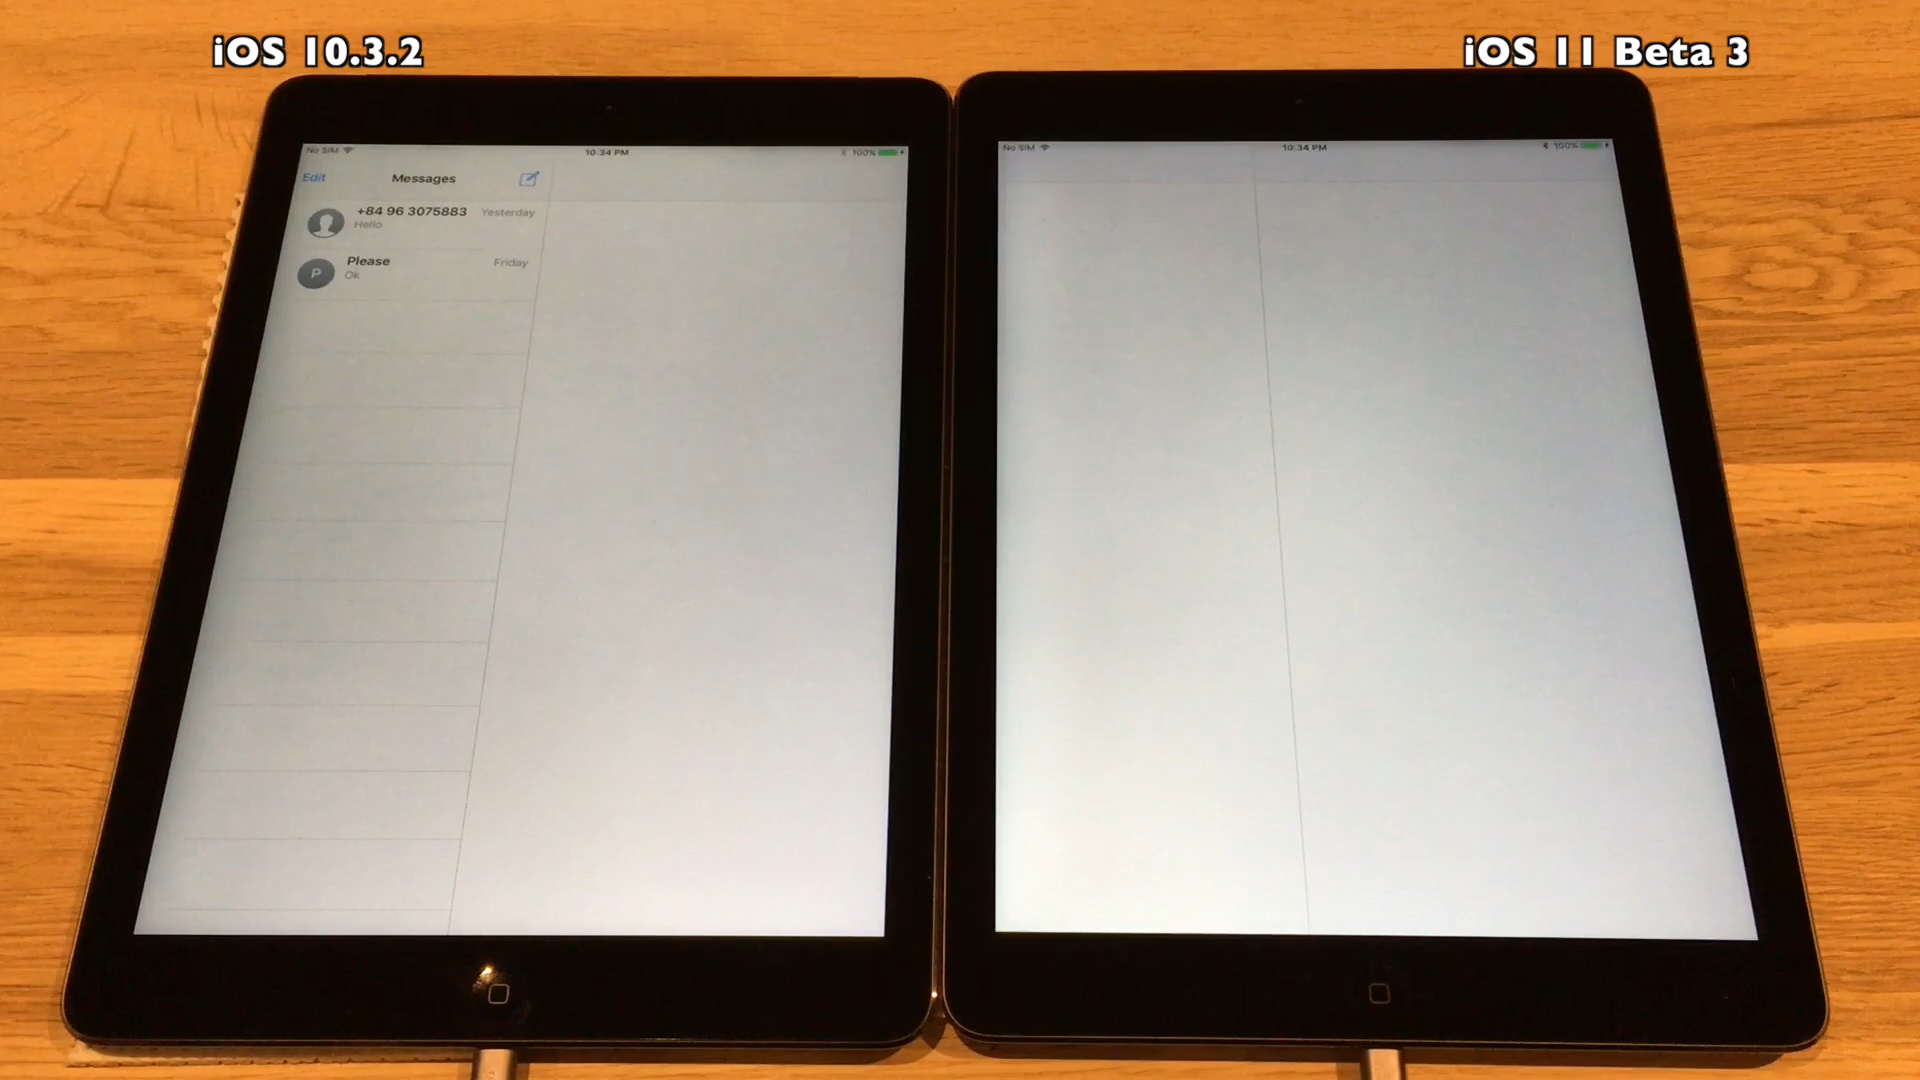 iOS 10.3.2
iOS 11 Beta 3
No SIM
10:34 PM
100%
Edit
Messages
+84 96 3075883
Yesterday
Hello
P
Please
Friday
Ok
No SIM
10:34 PM
100%